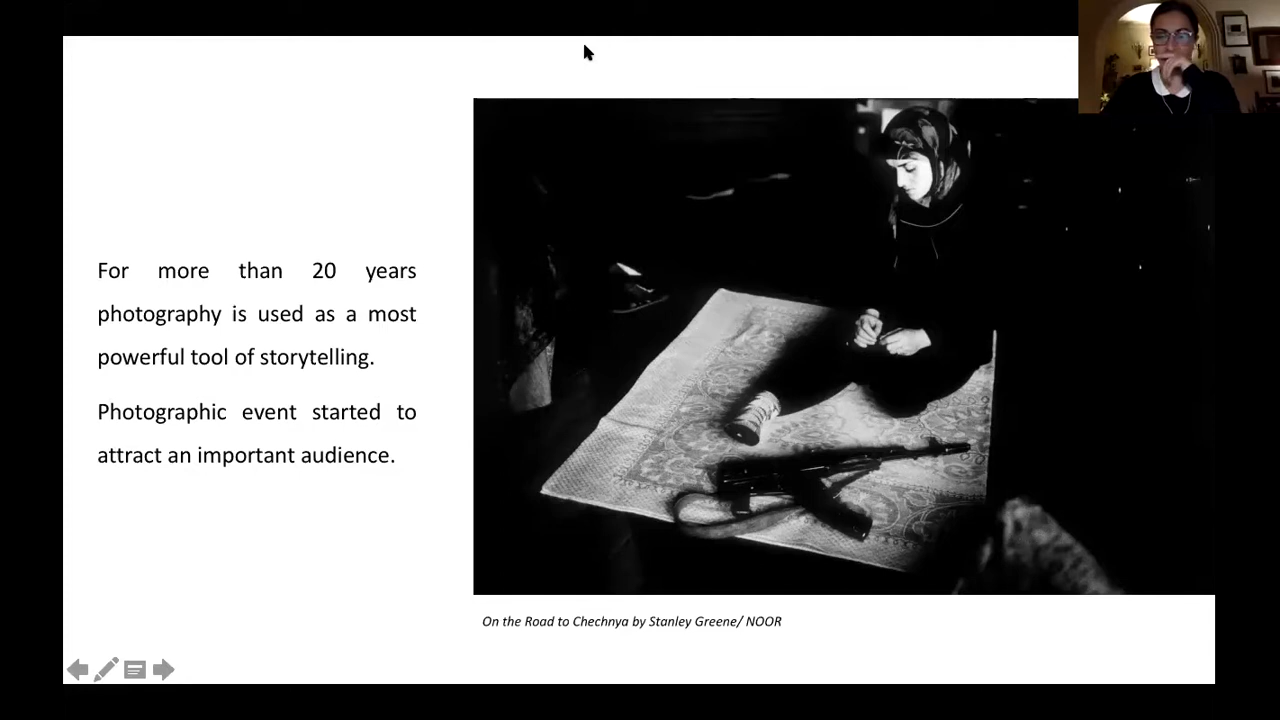 For more than 20 years
photography is used as a most
powerful tool of storytelling.
Photographic event started to
attract an important audience.
On the Road to Chechnya by Stanley Greene/ NOOR